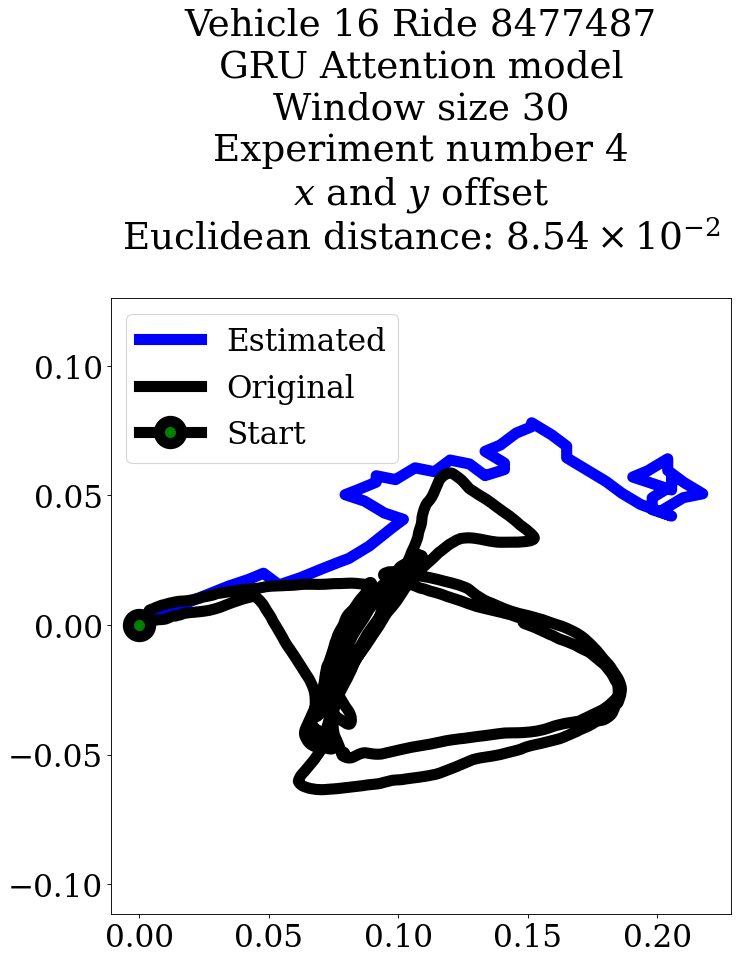 Vehicle 16 Ride 8477487
GRU Attention model
Window size 30
Experiment number 4
x and y offset
Euclidean distance: 8.54 × 10⁻²
Estimated
Original
Start
0.10
0.05
0.00
−0.05
−0.10
0.00 0.05 0.10 0.15 0.20